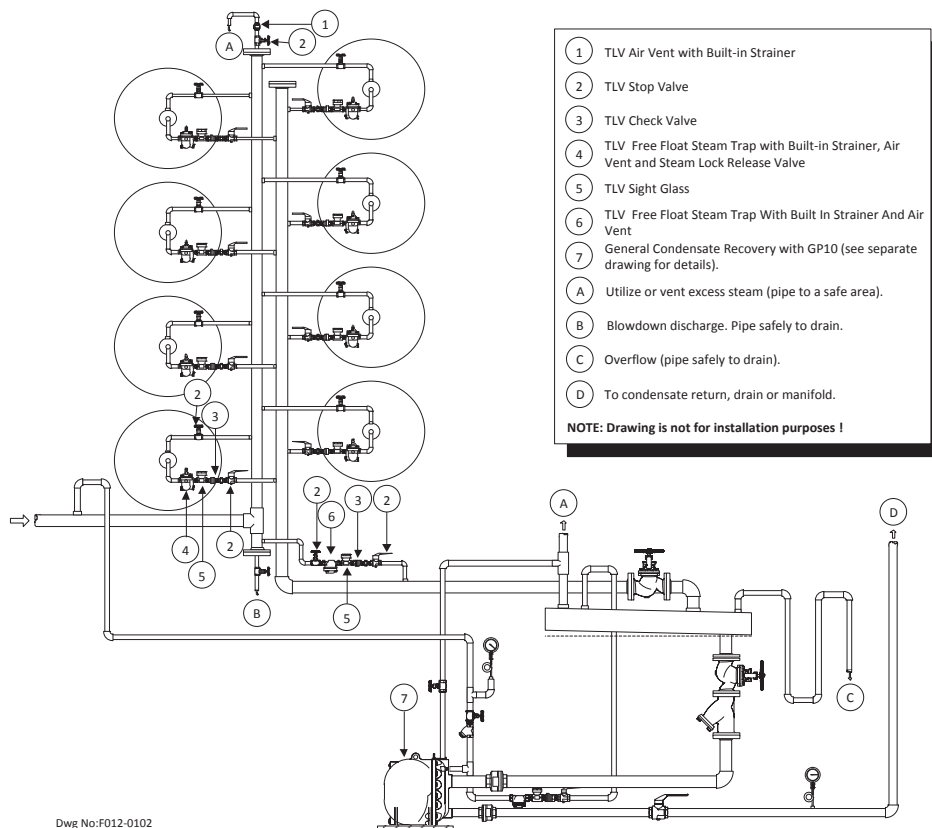 1
A
2
1 TLV Air Vent with Built-in Strainer
2 TLV Stop Valve
3 TLV Check Valve
4 TLV Free Float Steam Trap with Built-in Strainer, Air
Vent and Steam Lock Release Valve
5 TLV Sight Glass
6 TLV Free Float Steam Trap With Built In Strainer And Air
Vent
7 General Condensate Recovery with GP10 (see separate
drawing for details).
A Utilize or vent excess steam (pipe to a safe area).
B Blowdown discharge. Pipe safely to drain.
C Overflow (pipe safely to drain).
D To condensate return, drain or manifold.
NOTE: Drawing is not for installation purposes !
2
3
4
5
2
2
6
3
2
5
B
A
D
C
7
Dwg No:F012-0102